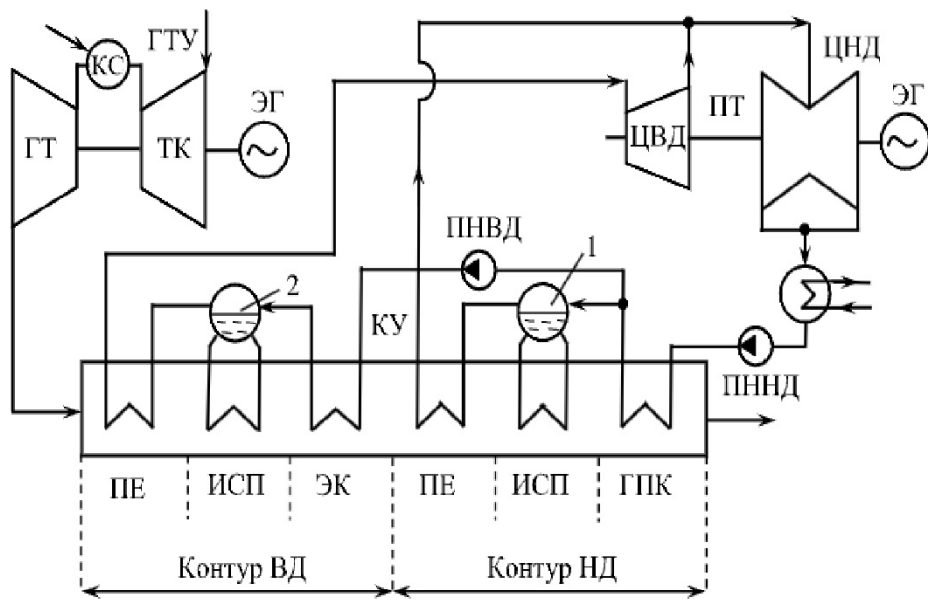 ГТУ
КС
ЦНД
ЭГ
ПТ
ЭГ
ГТ
ТК
ЦВД
ПНВД
1
2
КУ
ПННД
ПЕ
ИСП
ЭК
ПЕ
ИСП
ГПК
Контур ВД
Контур НД